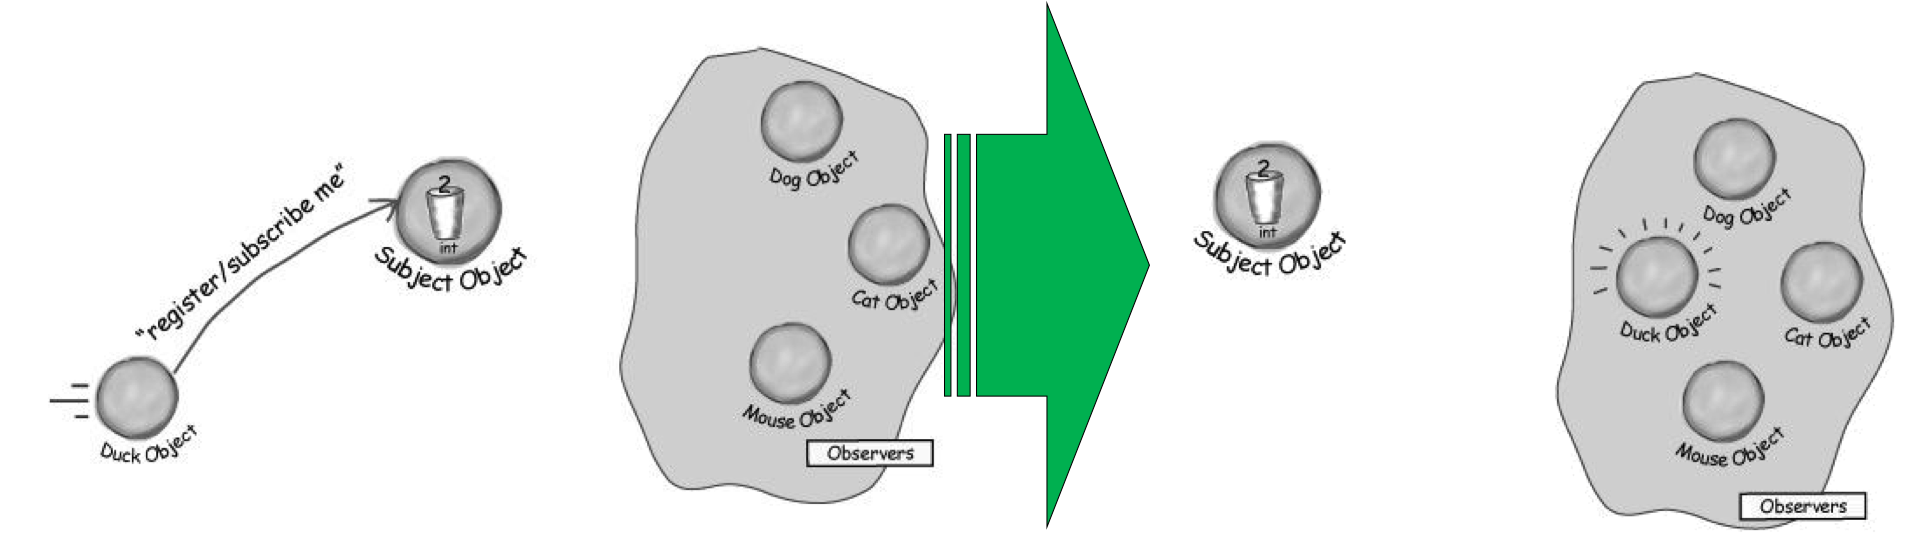 "register/subscribe me"
2
int
Subject Object
Duck Object
Dog Object
Cat Object
Mouse Object
Observers
2
int
Subject Object
Dog Object
Duck Object
Cat Object
Mouse Object
Observers